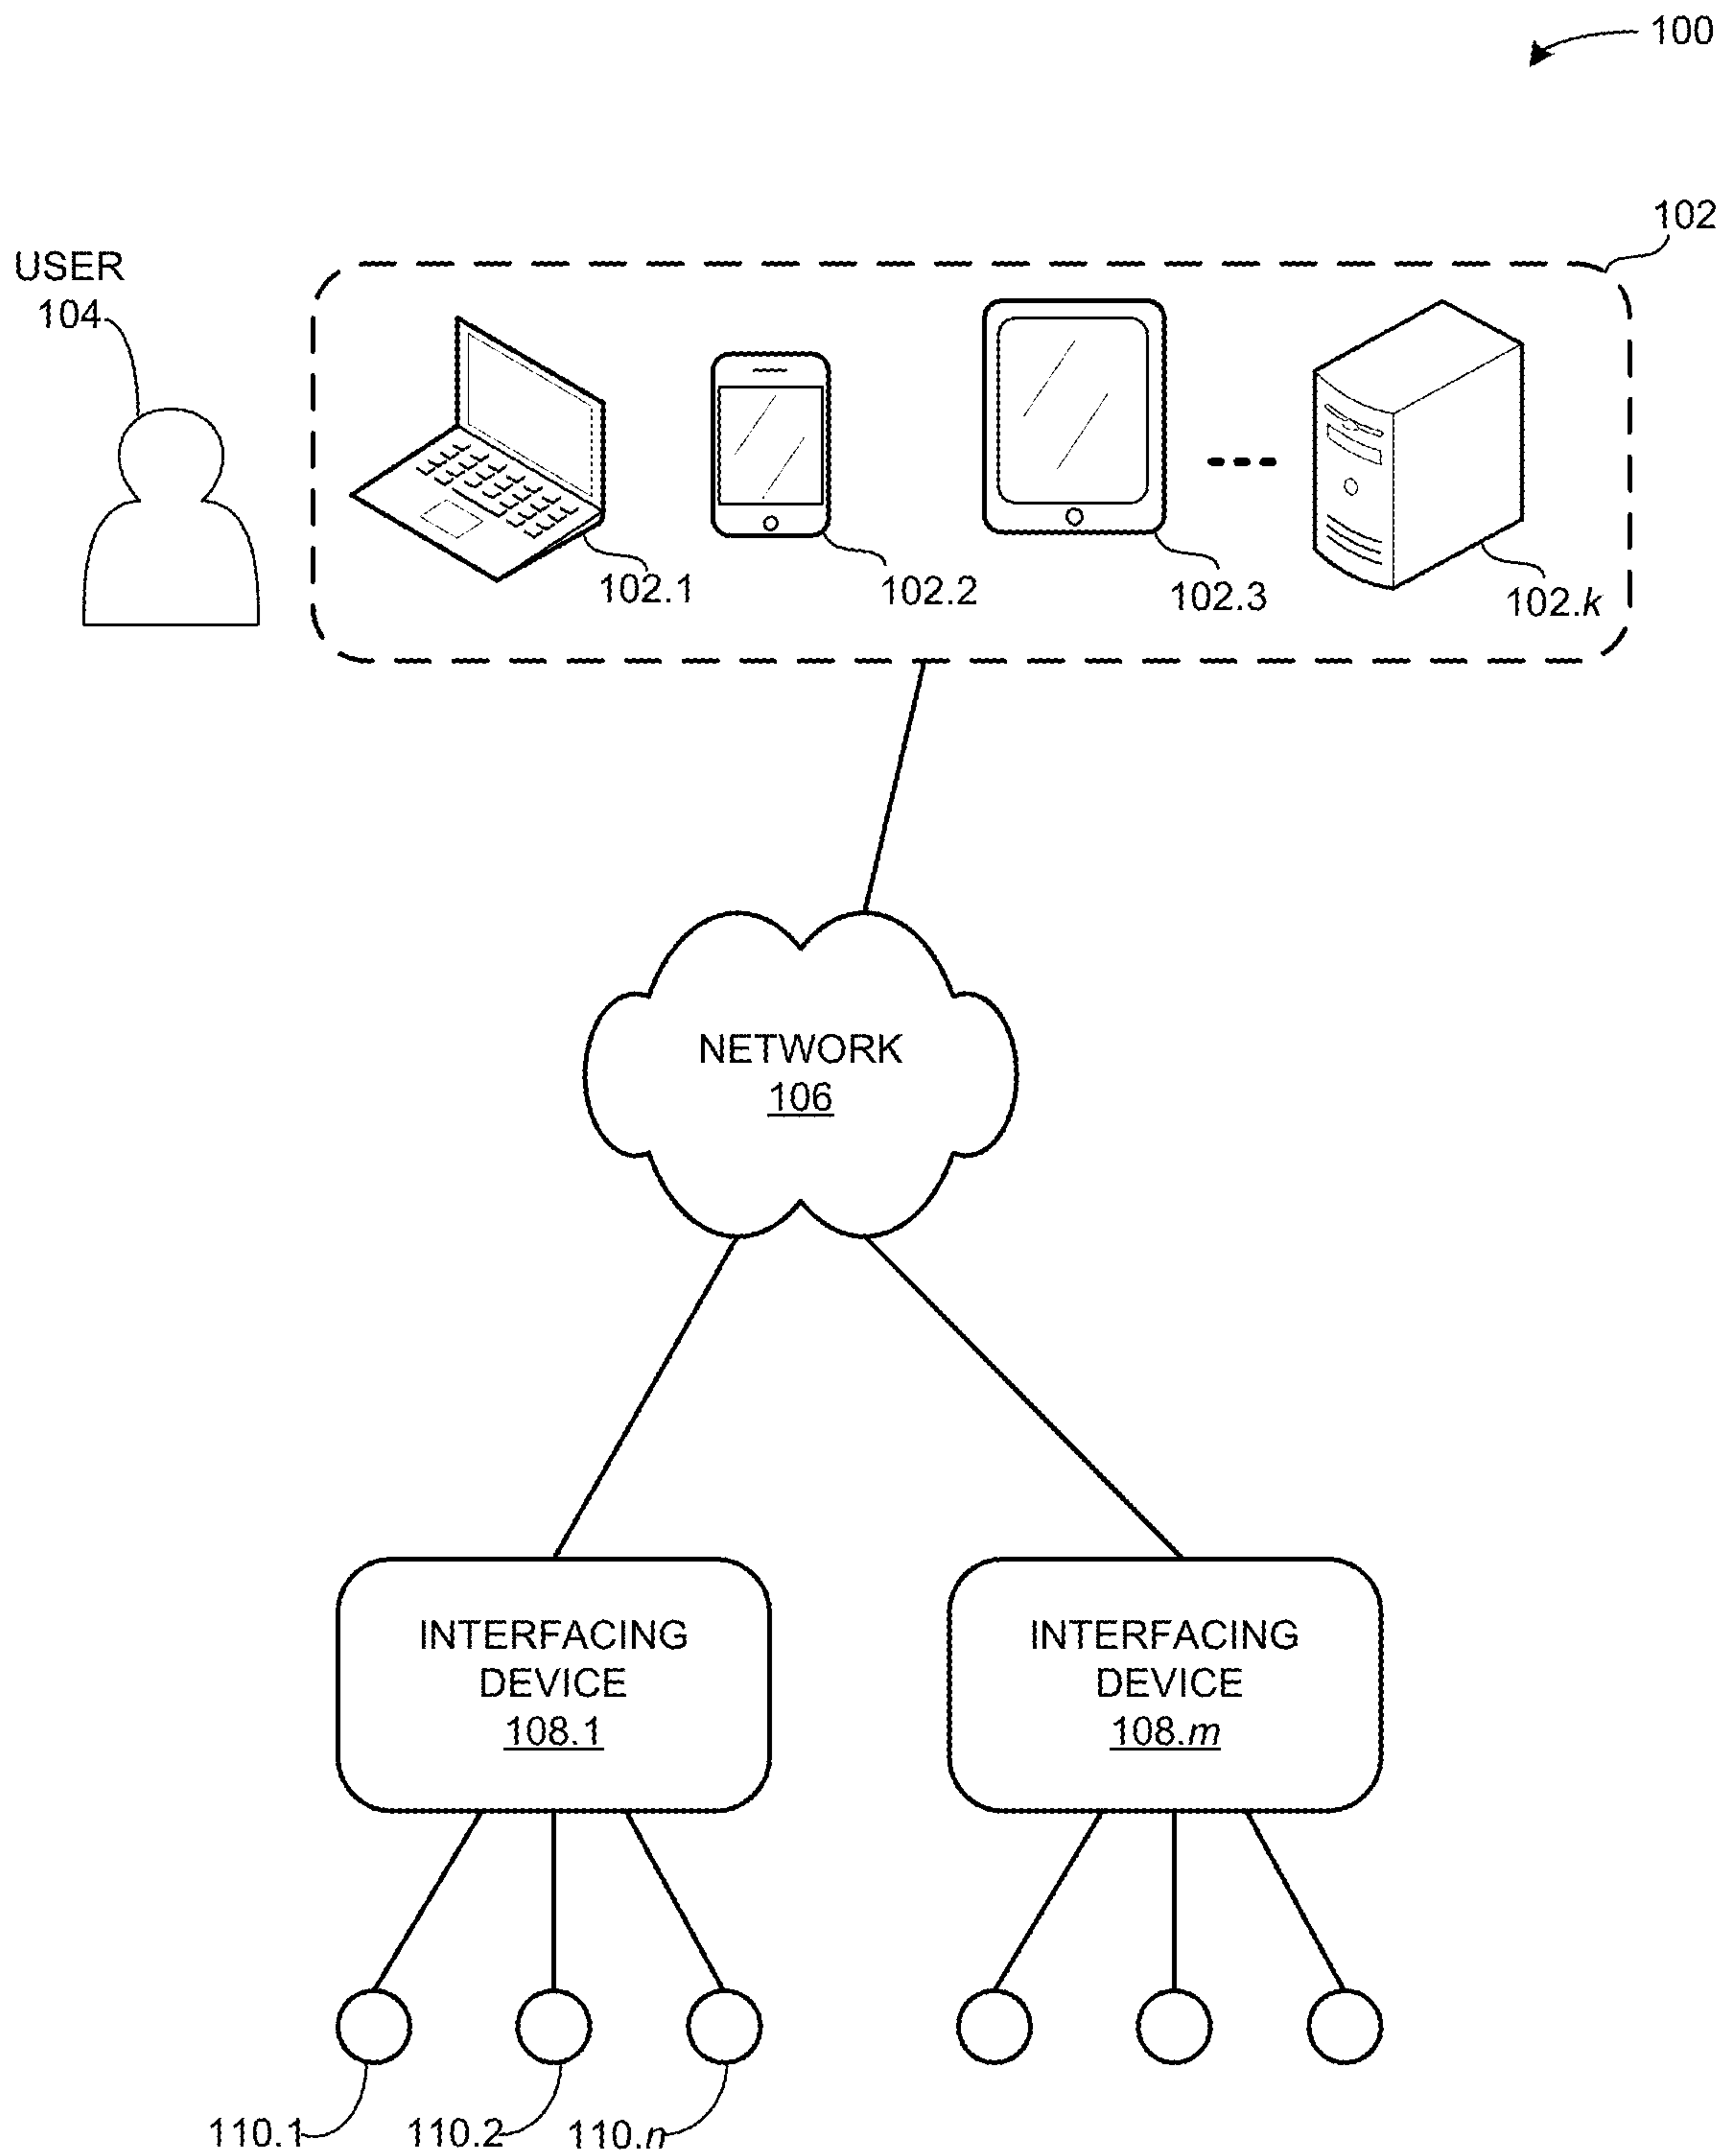 100
102
USER
104
102.1
102.2
102.3
102.k
NETWORK
106
INTERFACING
DEVICE
108.1
INTERFACING
DEVICE
108.m
110.1
110.2
110.n